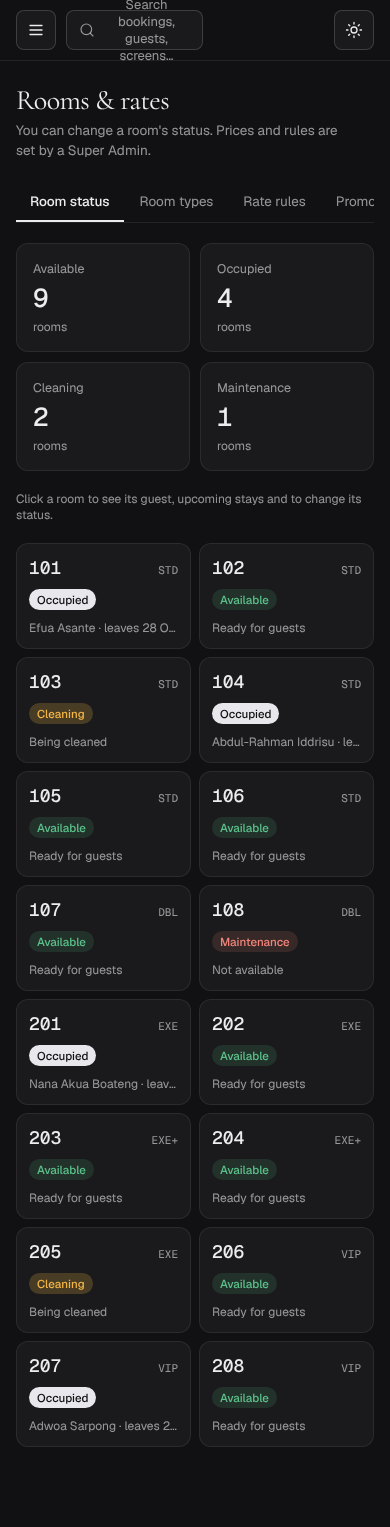 Search
bookings,
guests,
screens…
Rooms & rates
You can change a room's status. Prices and rules are
set by a Super Admin.
Room status Room types Rate rules Promo
Available Occupied
9 4
rooms rooms
Cleaning Maintenance
2 1
rooms rooms
Click a room to see its guest, upcoming stays and to change its
status.
101 STD 102 STD
Occupied Available
Efua Asante · leaves 28 O… Ready for guests
103 STD 104 STD
Cleaning Occupied
Being cleaned Abdul-Rahman Iddrisu · le…
105 STD 106 STD
Available Available
Ready for guests Ready for guests
107 DBL 108 DBL
Available Maintenance
Ready for guests Not available
201 EXE 202 EXE
Occupied Available
Nana Akua Boateng · leav… Ready for guests
203 EXE+ 204 EXE+
Available Available
Ready for guests Ready for guests
205 EXE 206 VIP
Cleaning Available
Being cleaned Ready for guests
207 VIP 208 VIP
Occupied Available
Adwoa Sarpong · leaves 2… Ready for guests